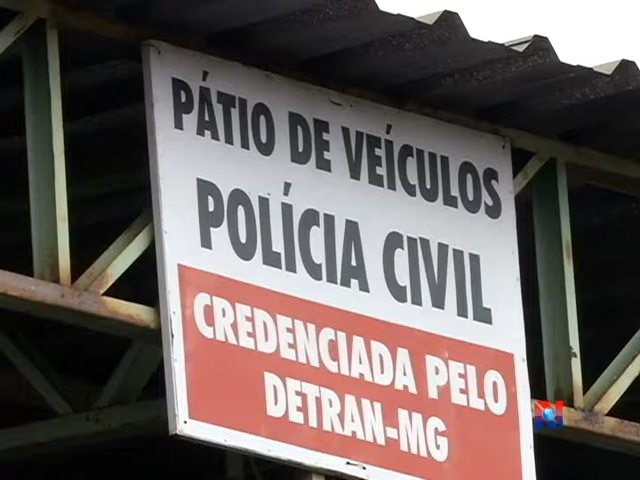 PÁTIO DE VEÍCULOS
POLÍCIA CIVIL
CREDENCIADA PELO
DETRAN-MG
N